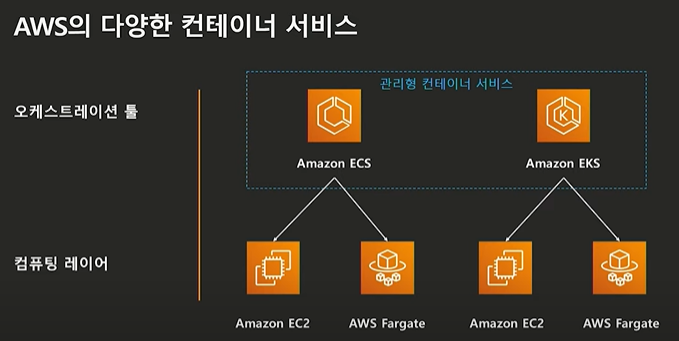 AWS의 다양한 컨테이너 서비스
관리형 컨테이너 서비스
오케스트레이션 툴
K
Amazon ECS
Amazon EKS
컴퓨팅 레이어
Amazon EC2
AWS Fargate
Amazon EC2
AWS Fargate